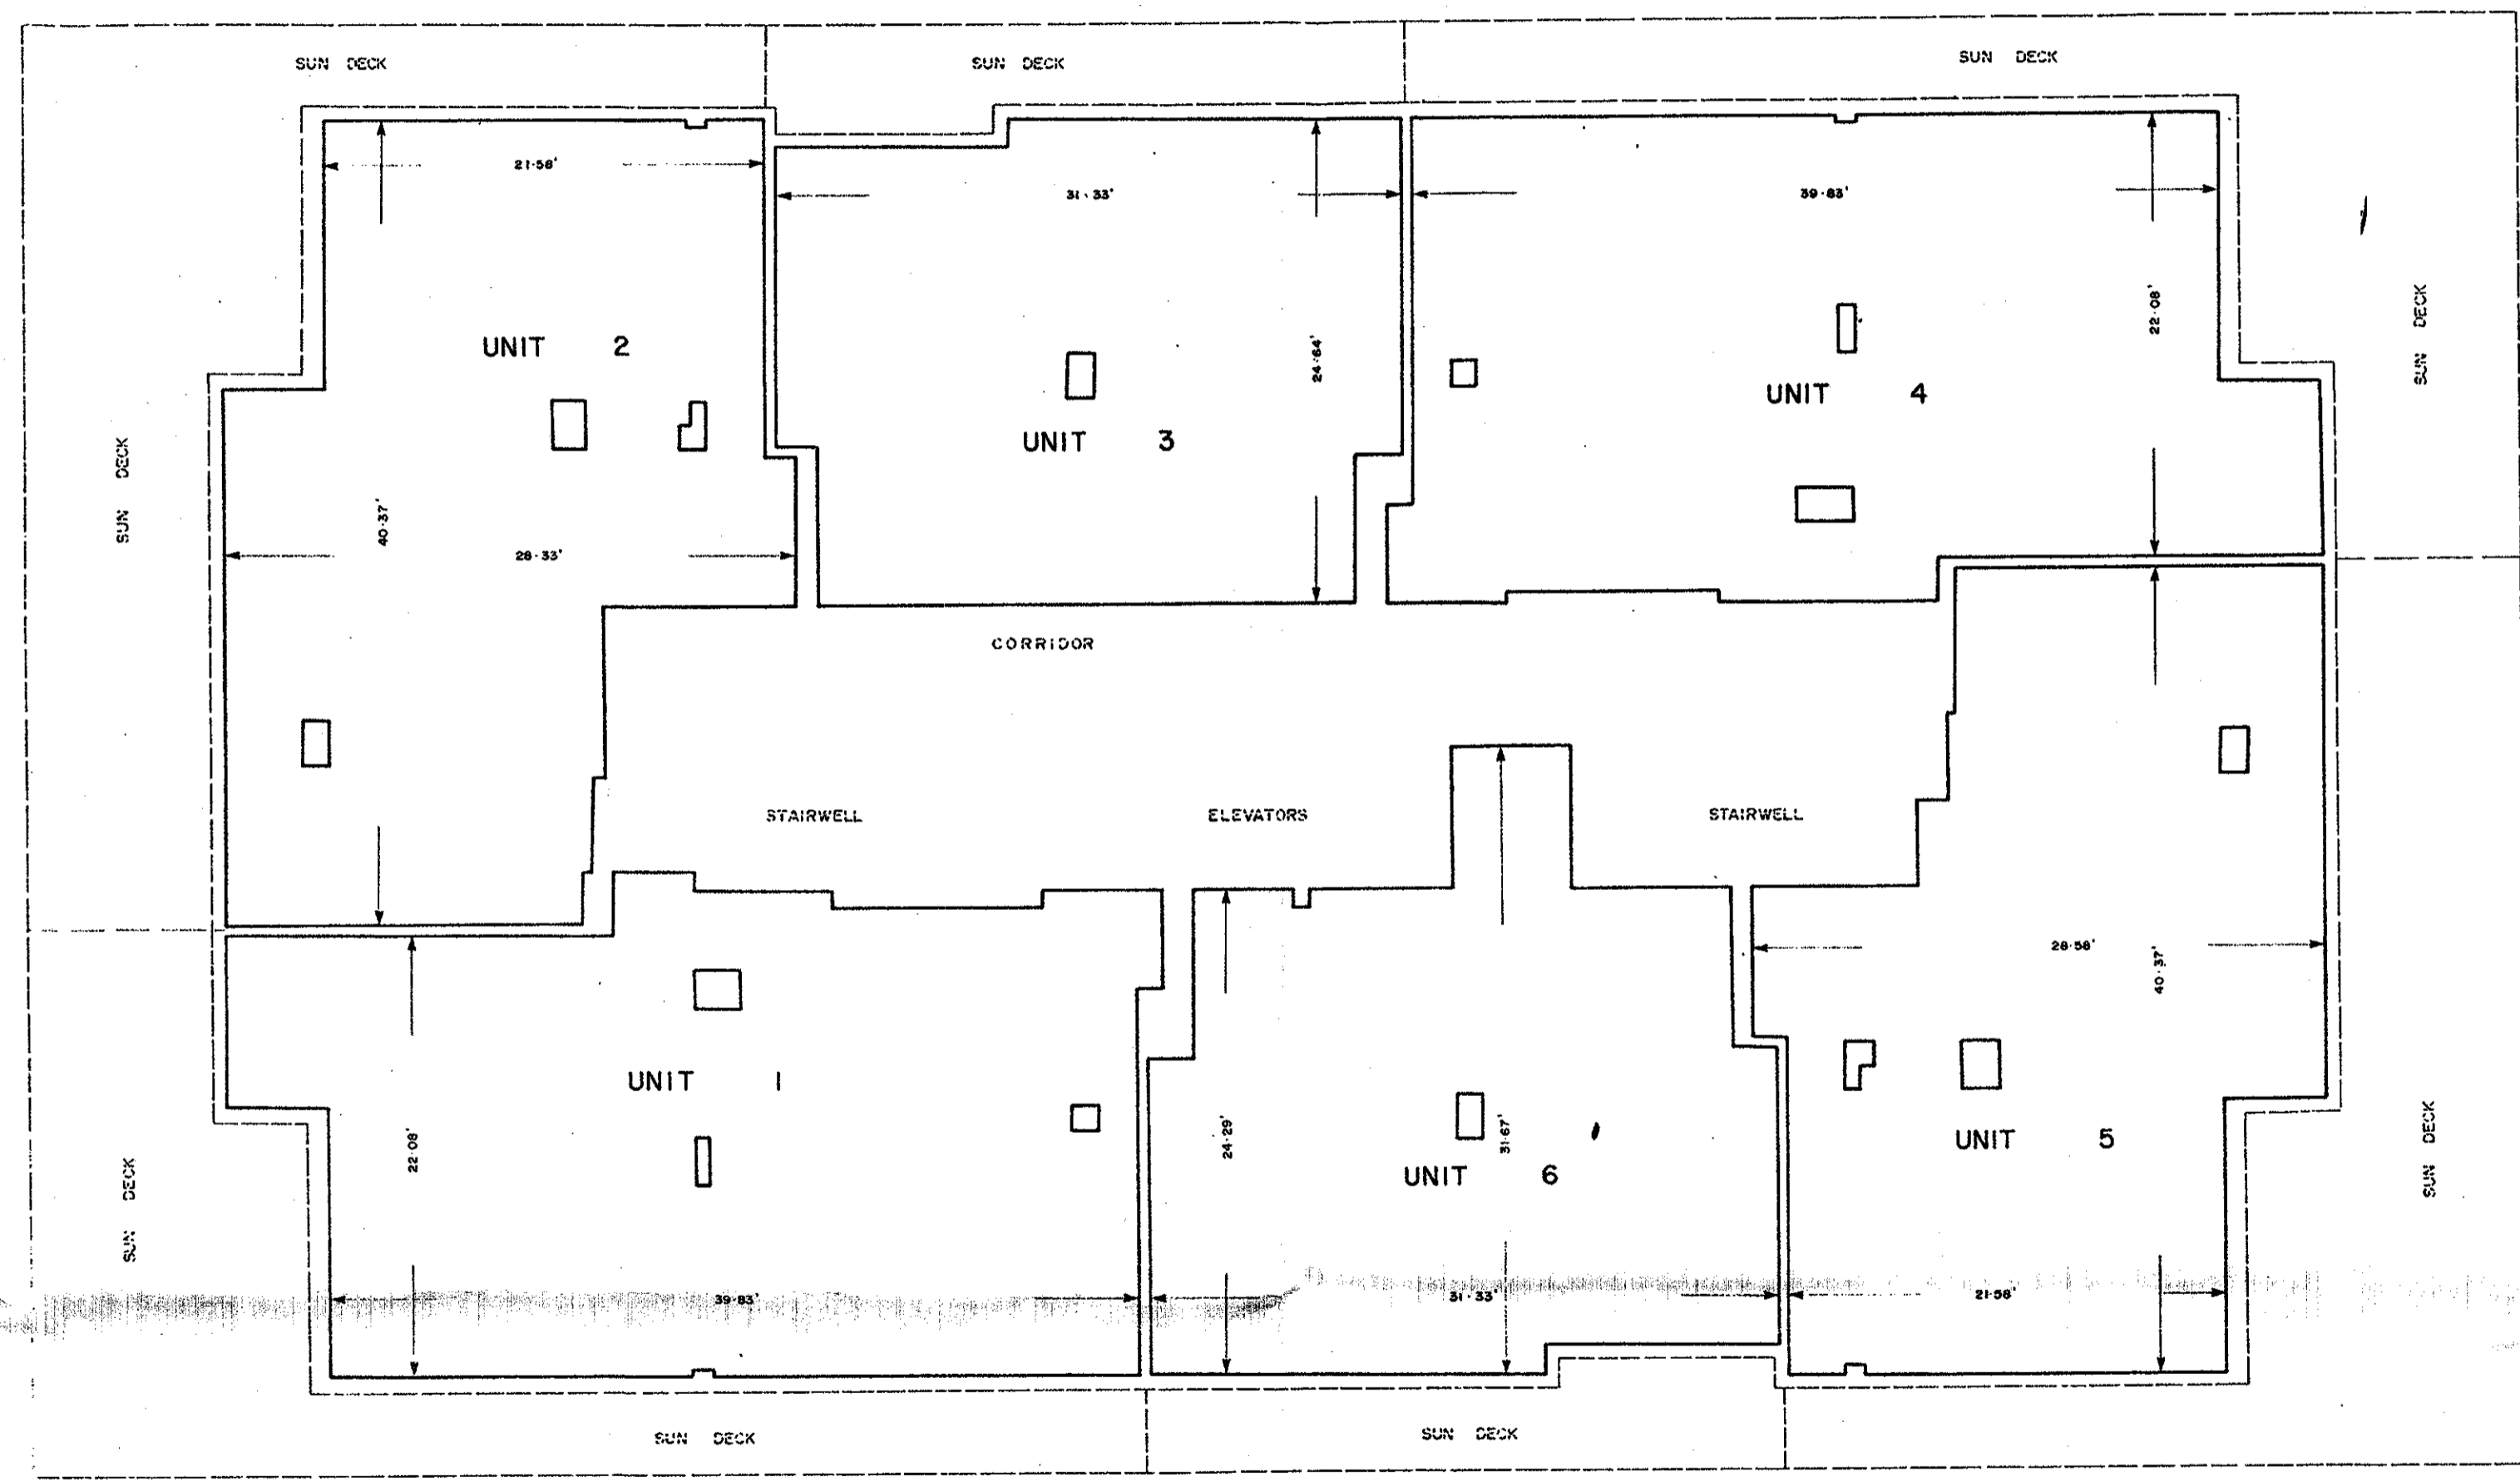 SUN DECK
SUN DECK
SUN DECK
21·58'
31·33'
39·83'
UNIT 2
24·64'
22·08'
SUN DECK
UNIT 4
UNIT 3
SUN DECK
40·37'
28·33'
CORRIDOR
STAIRWELL
ELEVATORS
STAIRWELL
28·58'
40·37'
UNIT 1
22·08'
24·29'
31·67'
UNIT 5
UNIT 6
SUN DECK
SUN DECK
39·83'
31·33'
21·58'
SUN DECK
SUN DECK